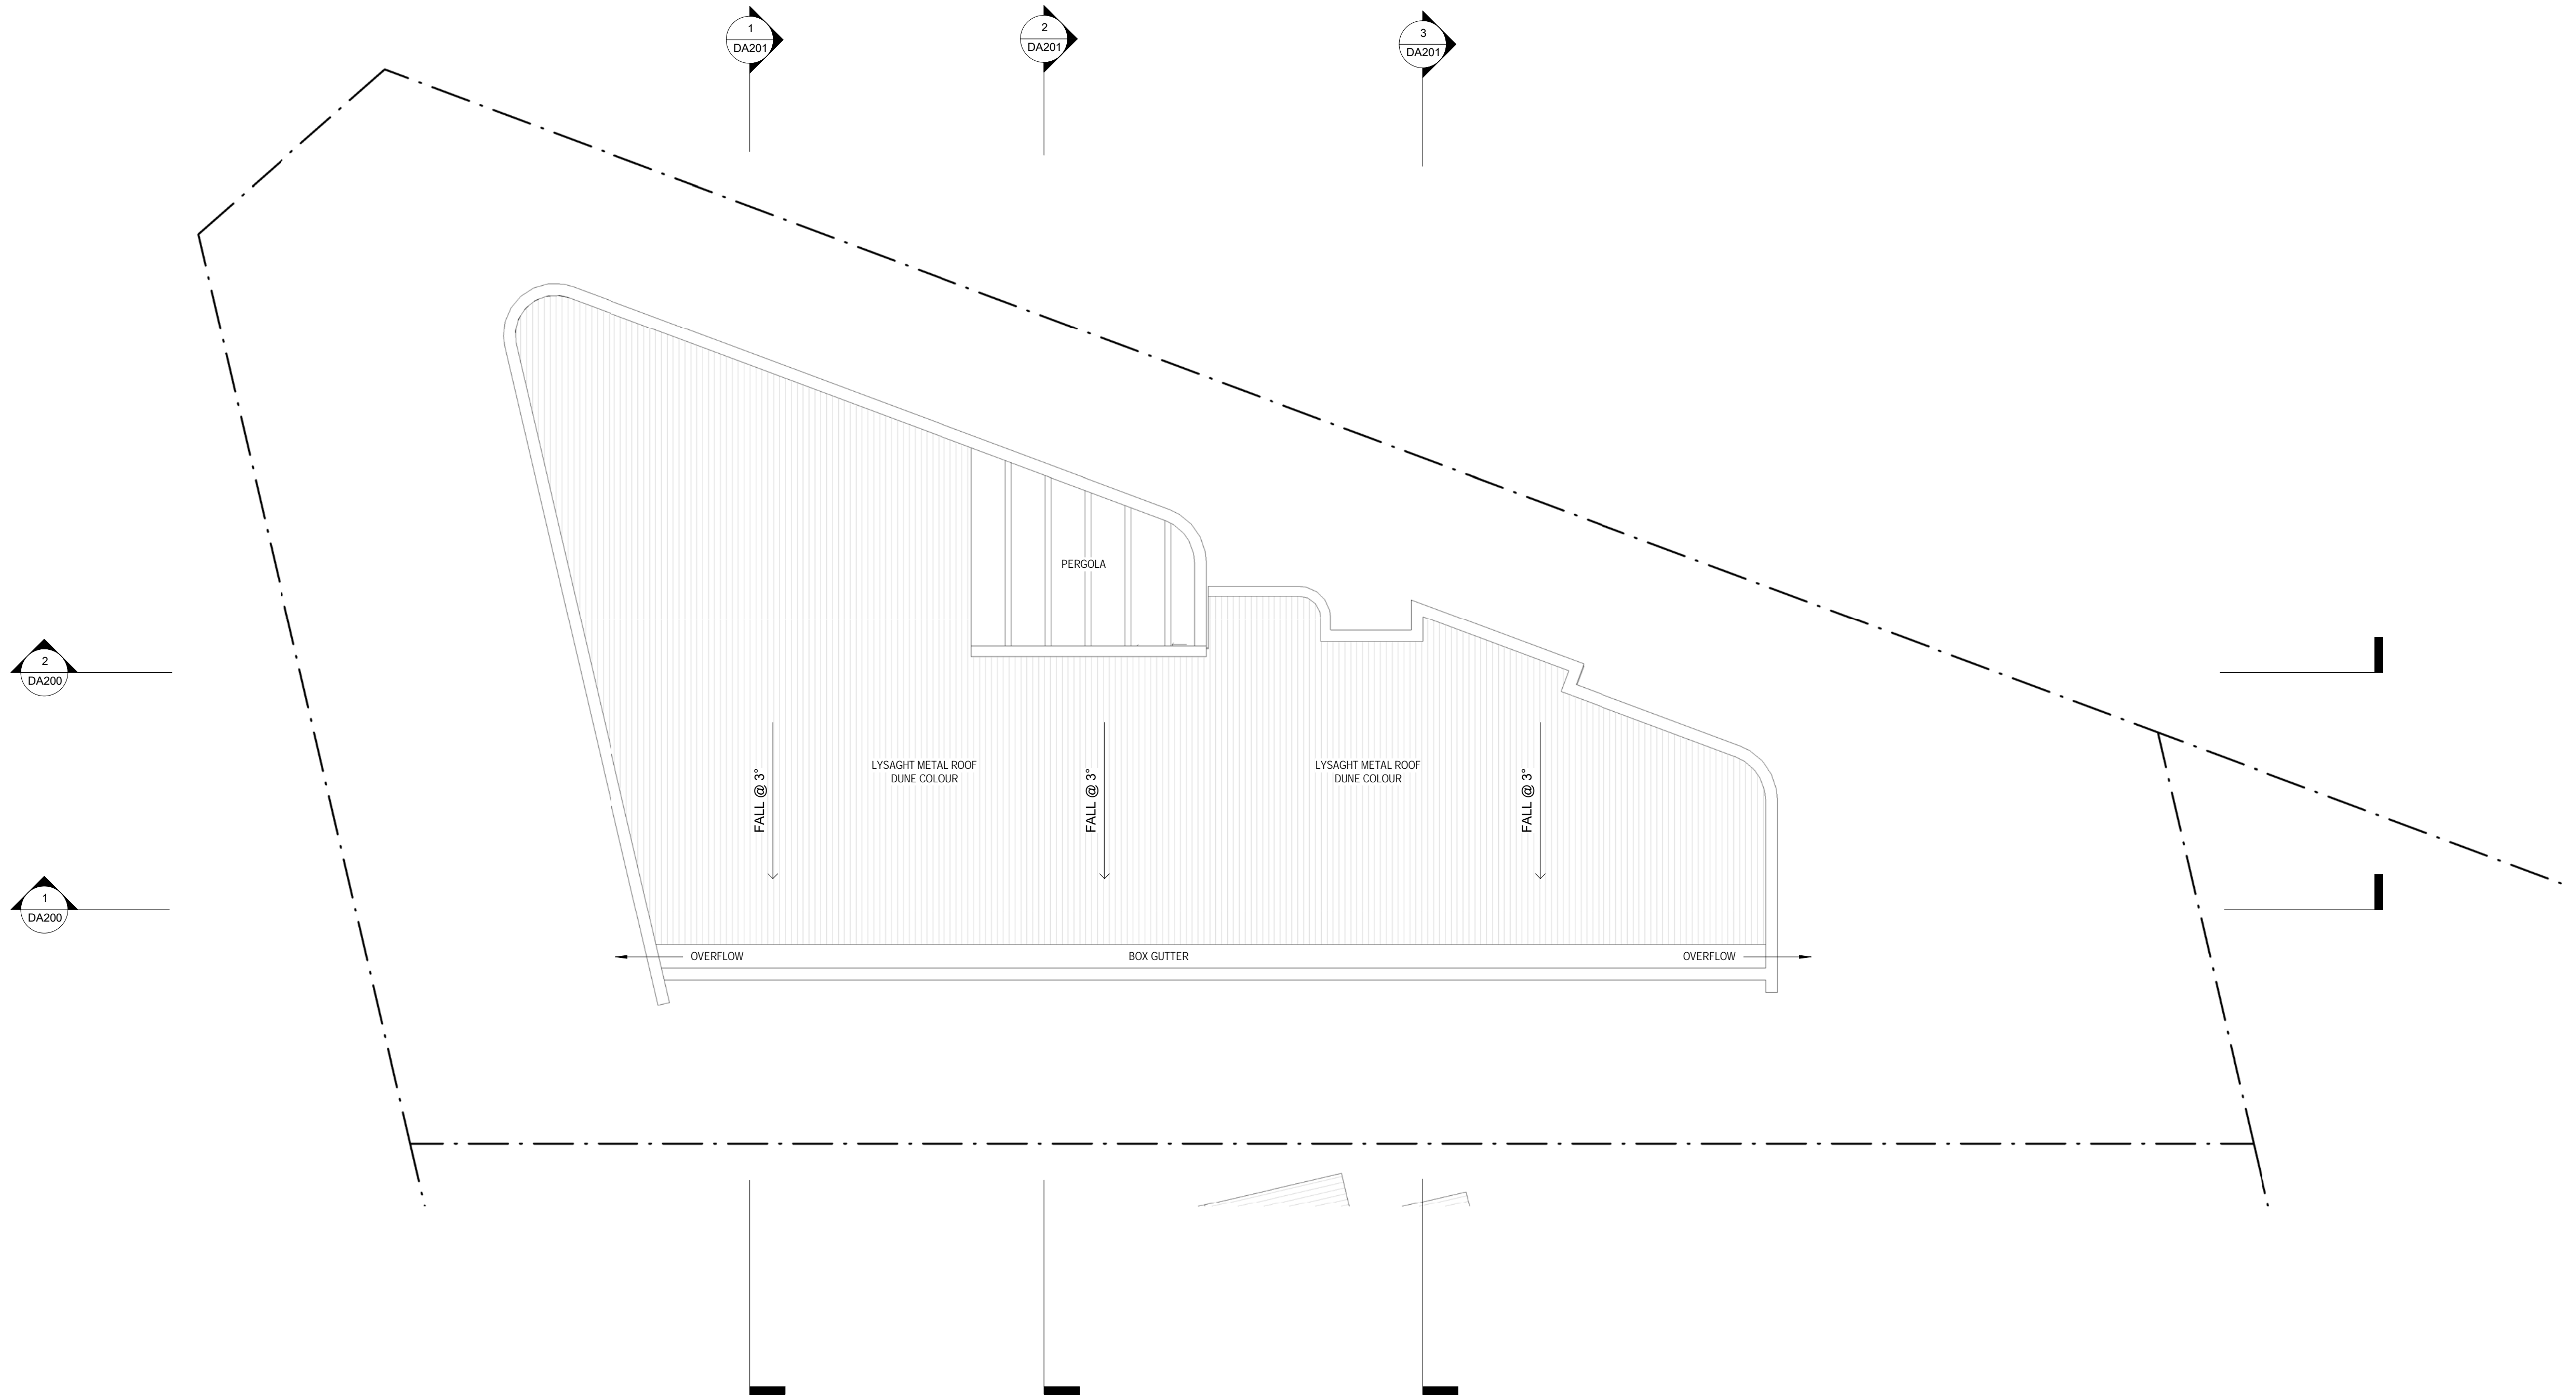 1
DA201
2
DA201
3
DA201
PERGOLA
2
DA200
LYSAGHT METAL ROOF
DUNE COLOUR
LYSAGHT METAL ROOF
DUNE COLOUR
FALL @ 3°
FALL @ 3°
FALL @ 3°
1
DA200
OVERFLOW
BOX GUTTER
OVERFLOW